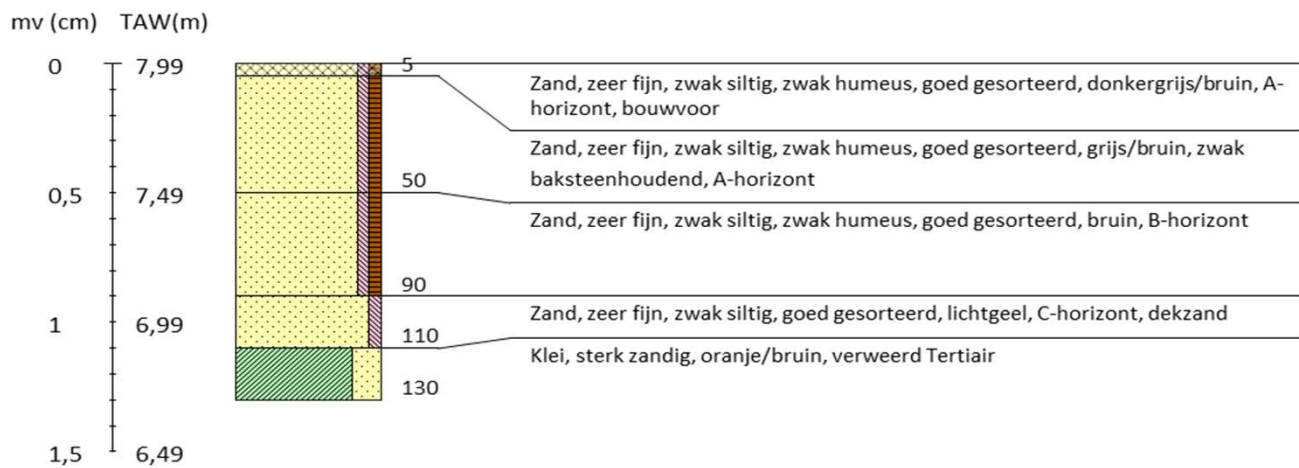 mv (cm) TAW(m)
0 7,99 5
Zand, zeer fijn, zwak siltig, zwak humeus, goed gesorteerd, donkergrijs/bruin, A-
horizont, bouwvoor
Zand, zeer fijn, zwak siltig, zwak humeus, goed gesorteerd, grijs/bruin, zwak
baksteenhoudend, A-horizont
0,5 7,49 50
Zand, zeer fijn, zwak siltig, zwak humeus, goed gesorteerd, bruin, B-horizont
90
Zand, zeer fijn, zwak siltig, goed gesorteerd, lichtgeel, C-horizont, dekzand
1 6,99 110
Klei, sterk zandig, oranje/bruin, verweerd Tertiair
130
1,5 6,49